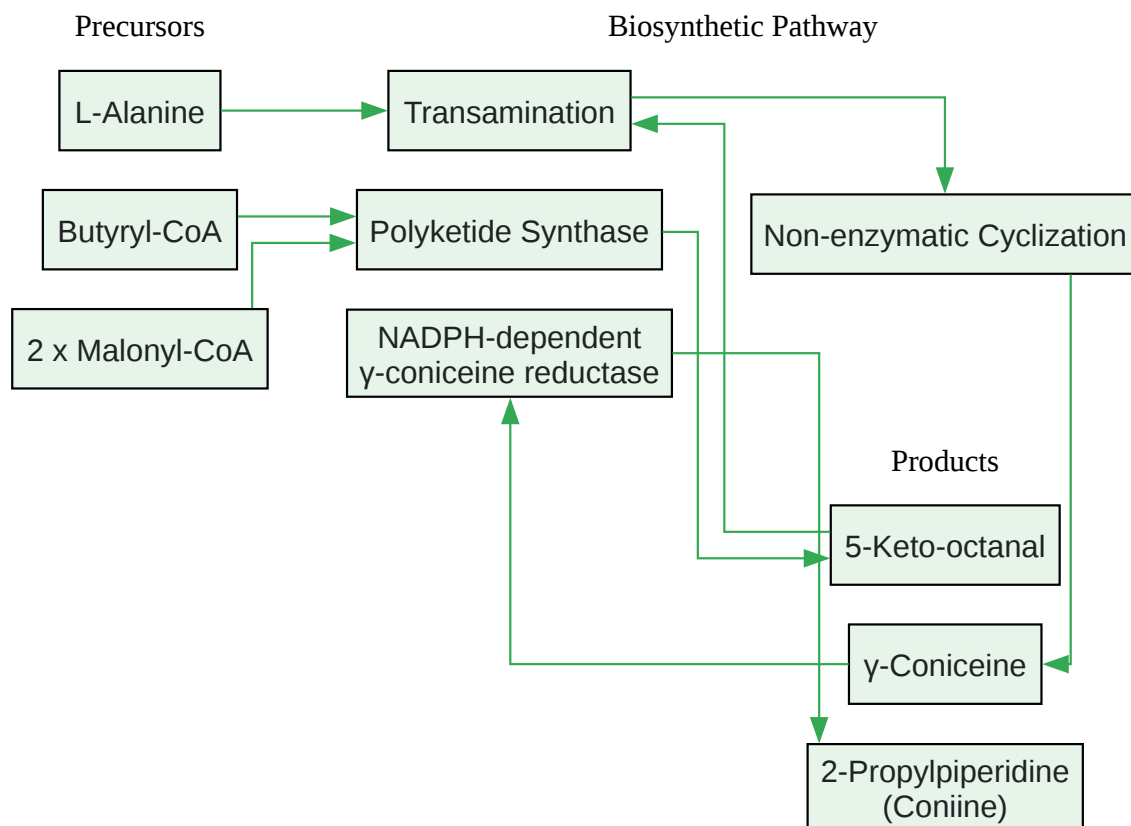 Precursors
Biosynthetic Pathway
L-Alanine
Transamination
Butyryl-CoA
Polyketide Synthase
Non-enzymatic Cyclization
2 x Malonyl-CoA
NADPH-dependent
γ-coniceine reductase
Products
5-Keto-octanal
γ-Coniceine
2-Propylpiperidine
(Coniine)